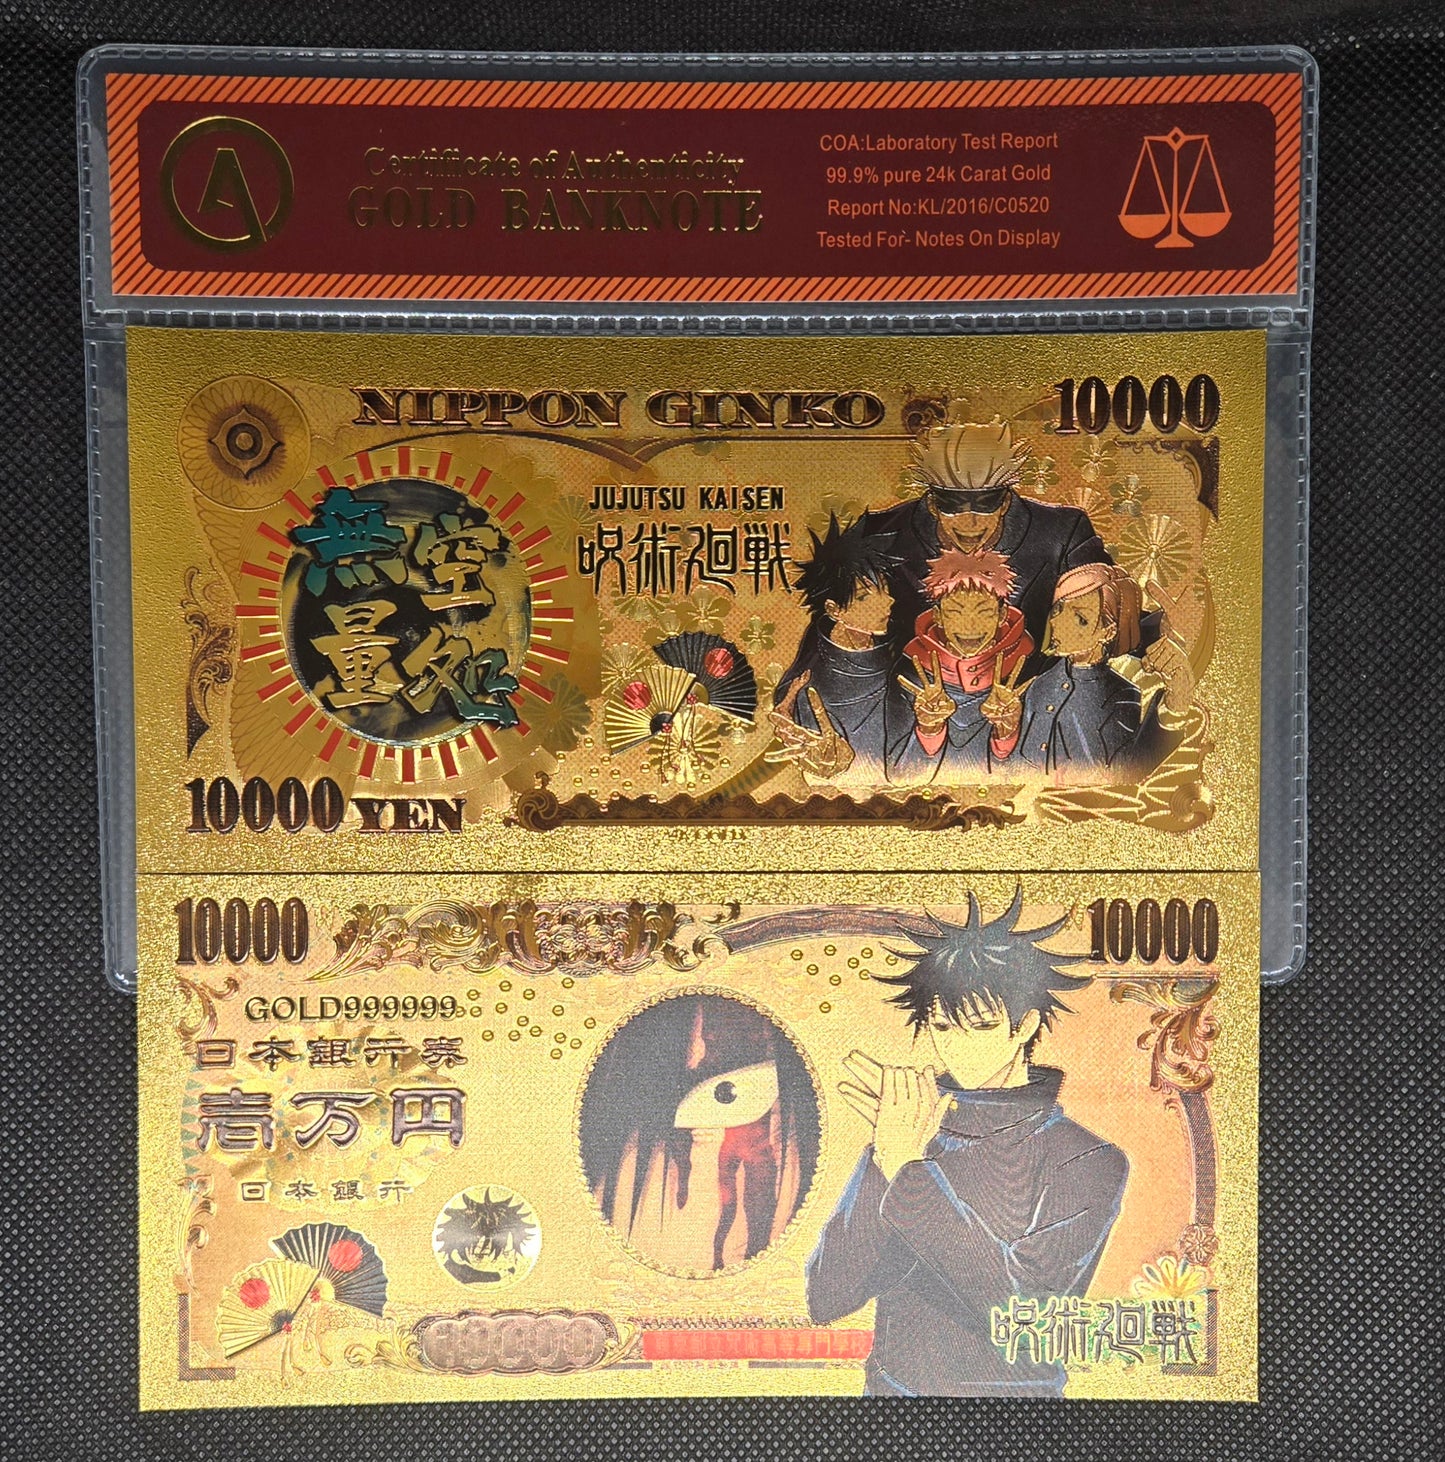 Certificate of Authenticity
GOLD BANKNOTE
COA:Laboratory Test Report
99.9% pure 24k Carat Gold
Report No:KL/2016/C0520
Tested For- Notes On Display
NIPPON GINKO
10000
JUJUTSU KAISEN
呪術廻戦
無量
空処
10000 YEN
10000
10000
GOLD999999
日本銀行券
壱万円
日本銀行
10000
呪術廻戦